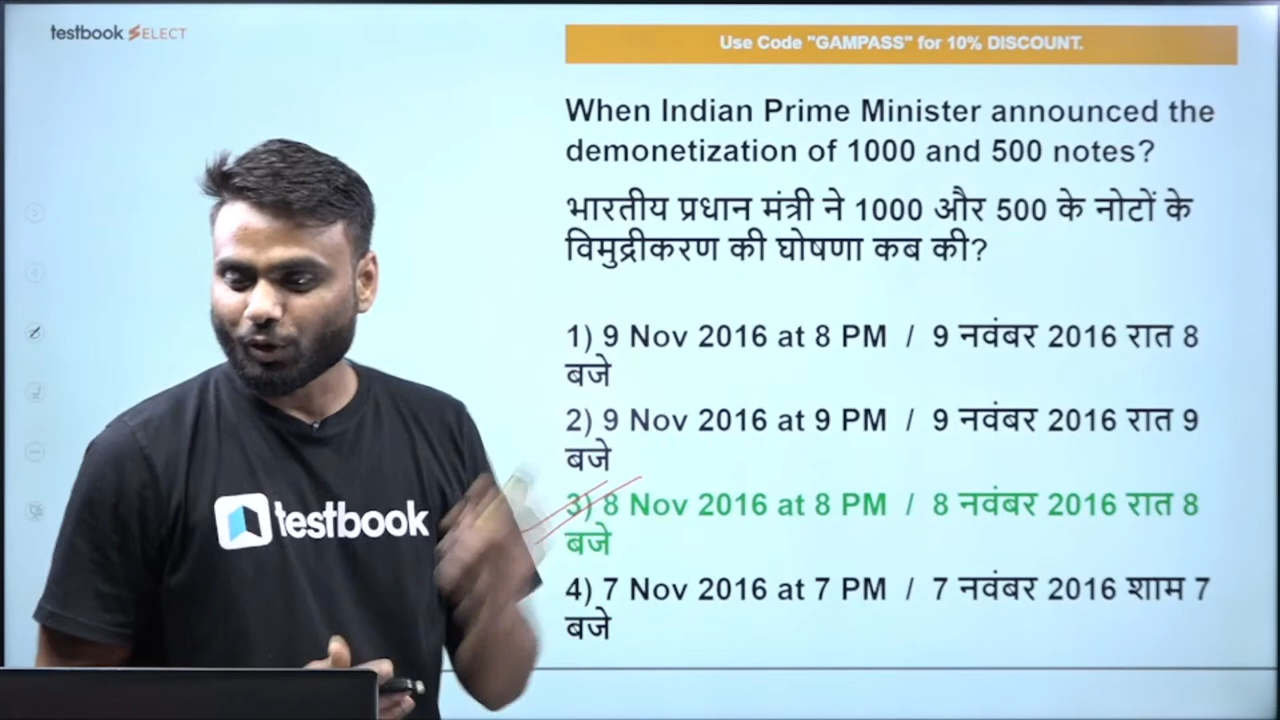 testbook SELECT
Use Code "GAMPASS" for 10% DISCOUNT.
When Indian Prime Minister announced the
demonetization of 1000 and 500 notes?
भारतीय प्रधान मंत्री ने 1000 और 500 के नोटों के
विमुद्रीकरण की घोषणा कब की?
1) 9 Nov 2016 at 8 PM / 9 नवंबर 2016 रात 8
बजे
2) 9 Nov 2016 at 9 PM / 9 नवंबर 2016 रात 9
बजे
3) 8 Nov 2016 at 8 PM / 8 नवंबर 2016 रात 8
बजे
4) 7 Nov 2016 at 7 PM / 7 नवंबर 2016 शाम 7
बजे
testbook